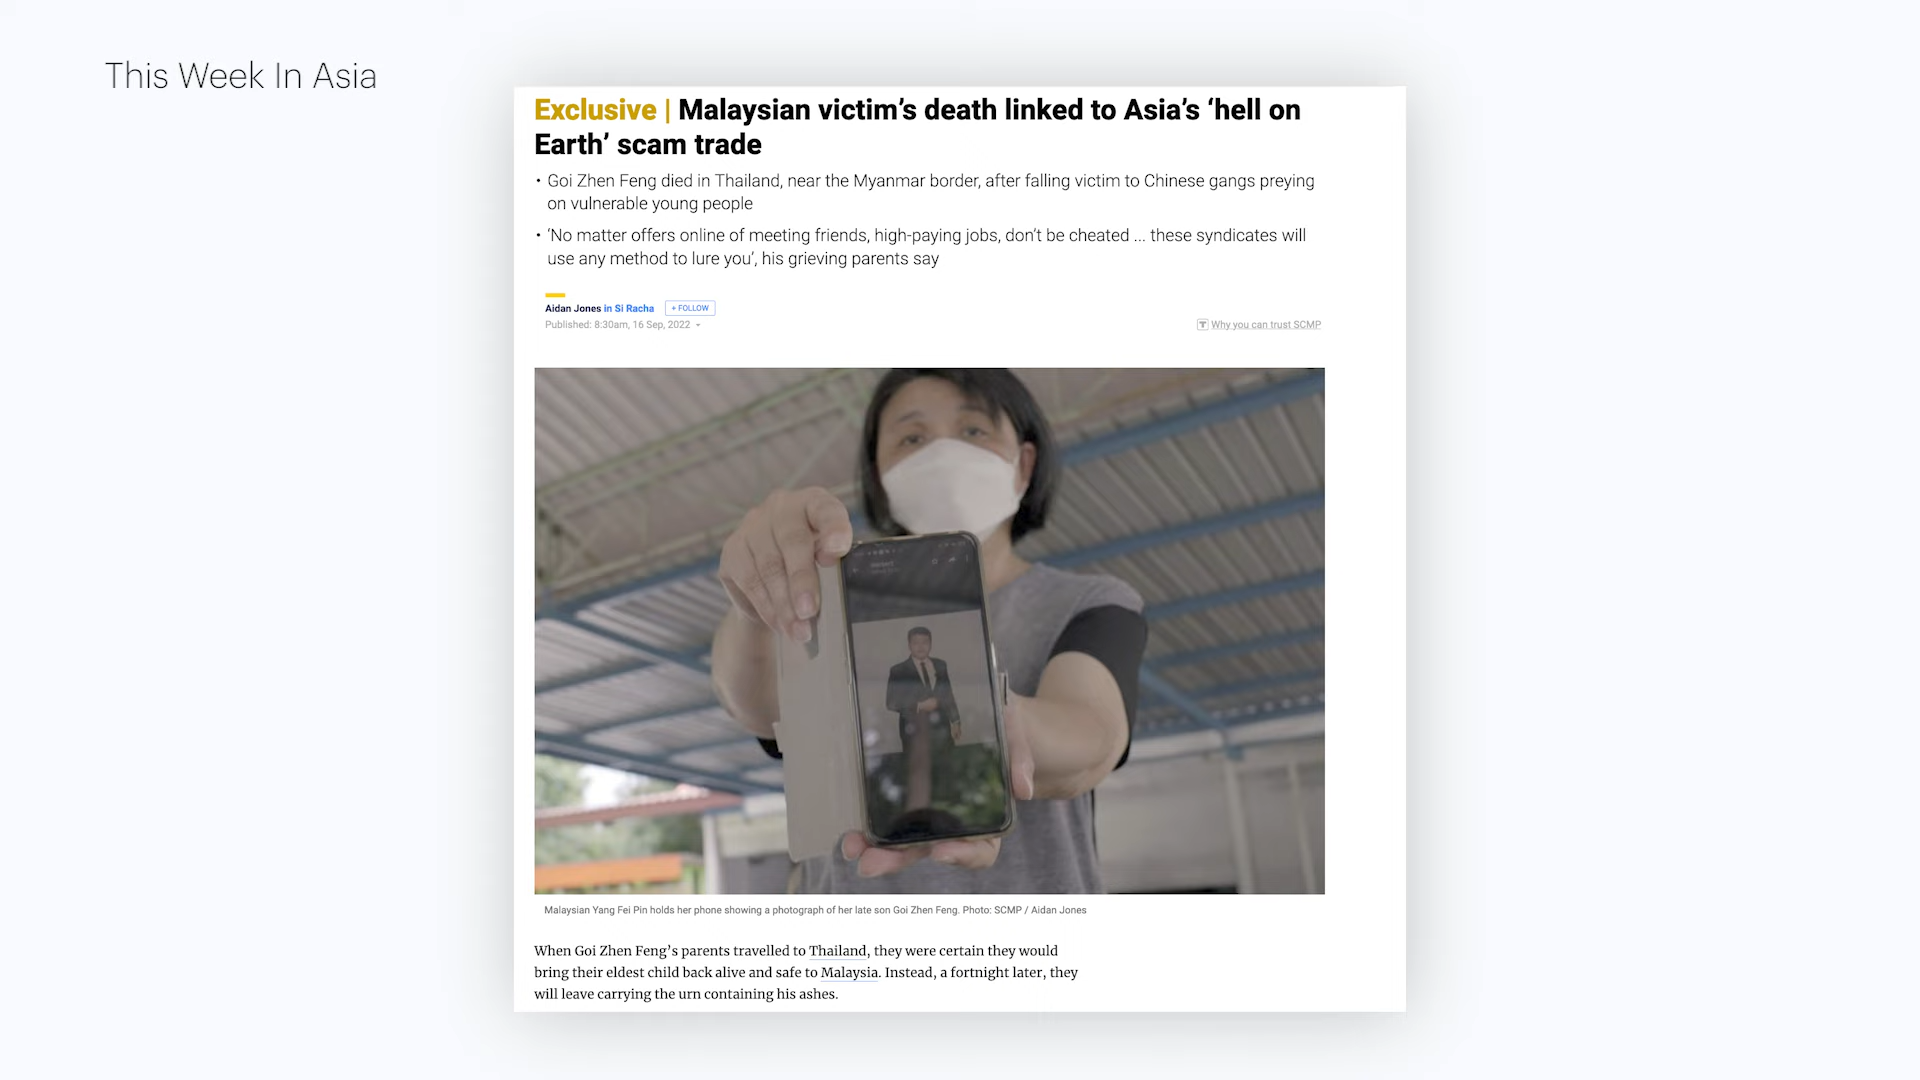 This Week In Asia
Exclusive | Malaysian victim’s death linked to Asia’s ‘hell on
Earth’ scam trade
• Goi Zhen Feng died in Thailand, near the Myanmar border, after falling victim to Chinese gangs preying
on vulnerable young people
• ‘No matter offers online of meeting friends, high-paying jobs, don’t be cheated ... these syndicates will
use any method to lure you’, his grieving parents say
Aidan Jones in Si Racha + FOLLOW
Published: 8:30am, 16 Sep, 2022
Why you can trust SCMP
Malaysian Yang Fei Pin holds her phone showing a photograph of her late son Goi Zhen Feng. Photo: SCMP / Aidan Jones
When Goi Zhen Feng’s parents travelled to Thailand, they were certain they would
bring their eldest child back alive and safe to Malaysia. Instead, a fortnight later, they
will leave carrying the urn containing his ashes.